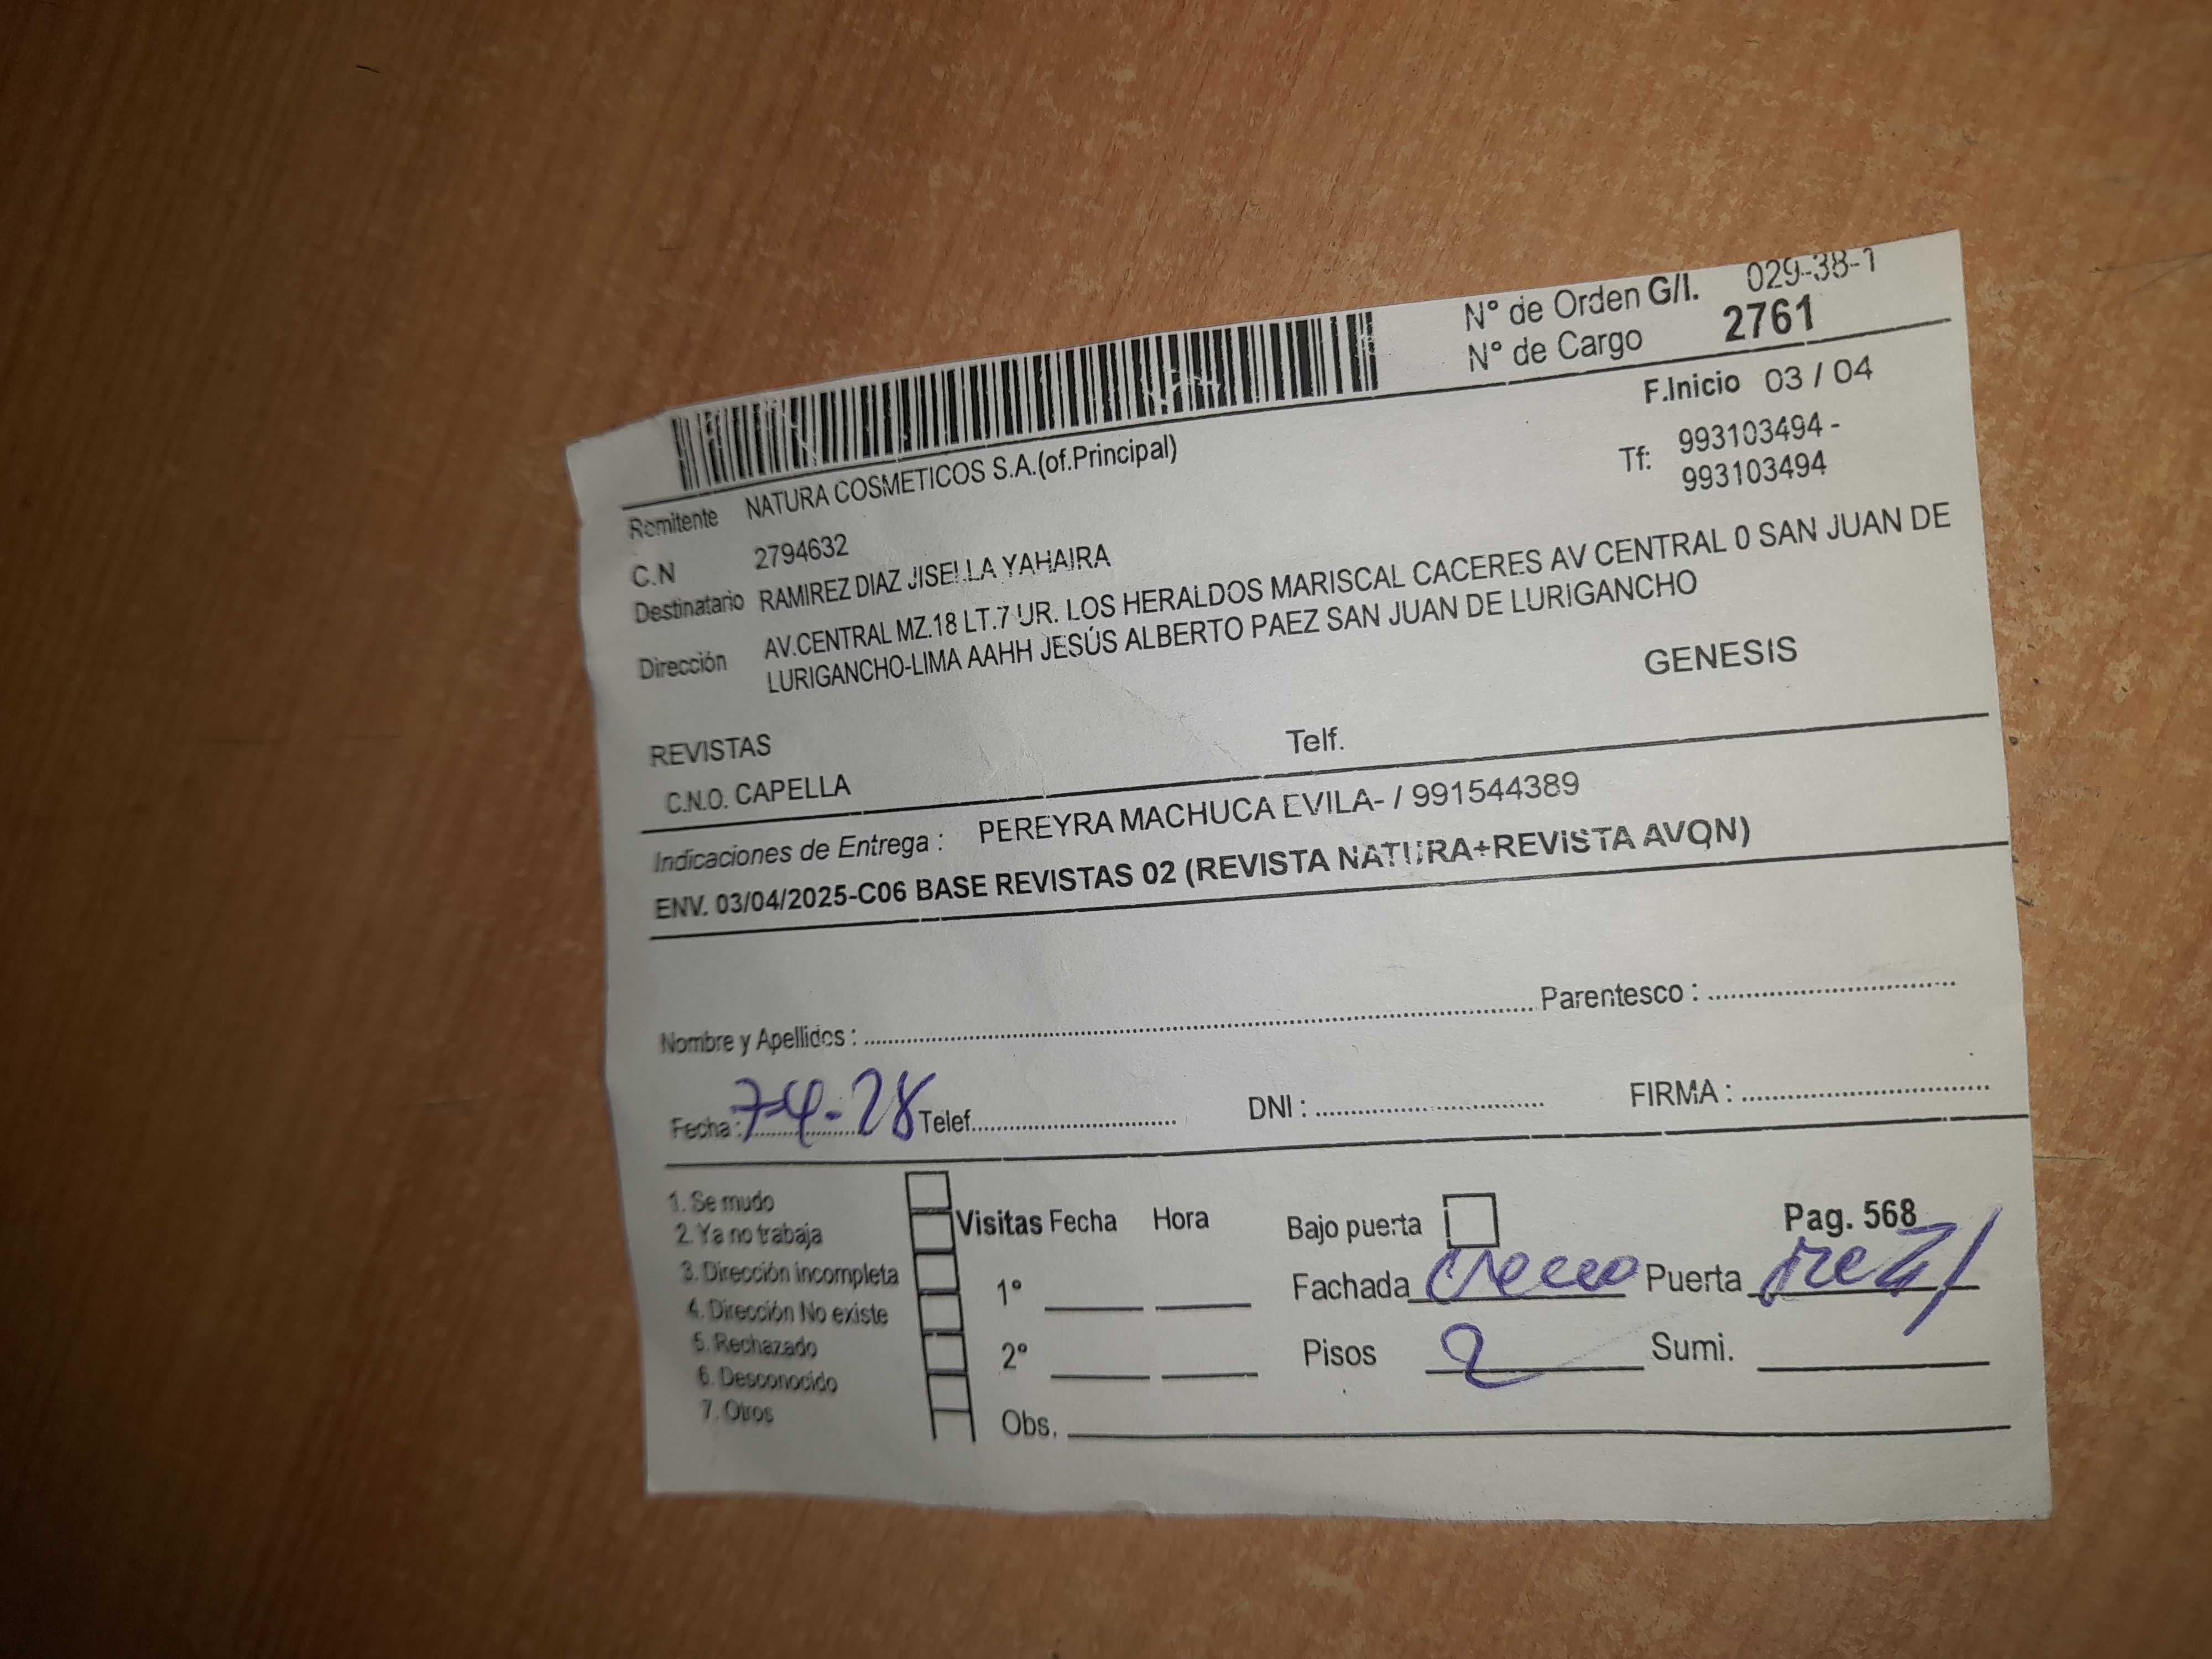 N° de Orden G/I. 029-38-1
N° de Cargo 2761
F.Inicio 03 / 04
Remitente NATURA COSMETICOS S.A.(of.Principal)
Tf: 993103494 -
993103494
C.N 2794632
Destinatario RAMIREZ DIAZ JISELLA YAHAIRA
Dirección AV.CENTRAL MZ.18 LT.7 UR. LOS HERALDOS MARISCAL CACERES AV CENTRAL 0 SAN JUAN DE
LURIGANCHO-LIMA AAHH JESÚS ALBERTO PAEZ SAN JUAN DE LURIGANCHO
GENESIS
REVISTAS
Telf.
C.N.O. CAPELLA
Indicaciones de Entrega : PEREYRA MACHUCA EVILA- / 991544389
ENV. 03/04/2025-C06 BASE REVISTAS 02 (REVISTA NATURA+REVISTA AVON)
Nombre y Apellidos : Parentesco :
Fecha : 7-4-28 Telef. DNI : FIRMA :
1. Se mudo
2. Ya no trabaja
3. Dirección incompleta
4. Dirección No existe
5. Rechazado
6. Desconocido
7. Otros
Visitas Fecha Hora
1°
2°
Obs.
Bajo puerta
Pag. 568
Fachada Puerta
Pisos 2 Sumi.